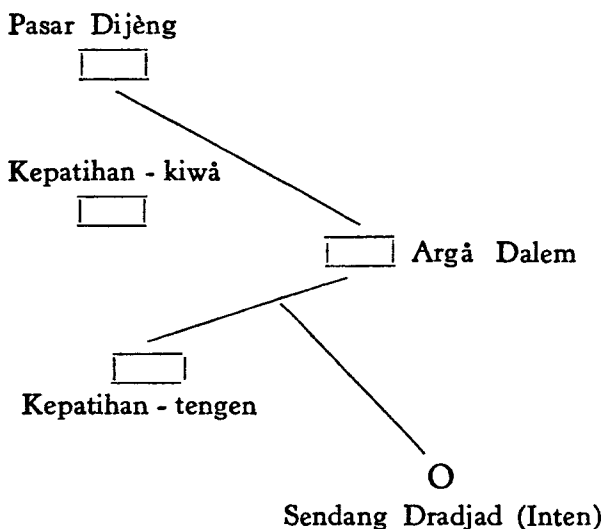 Pasar Dijèng
Kepatihan - kiwå
Argå Dalem
Kepatihan - tengen
O
Sendang Dradjad (Inten)